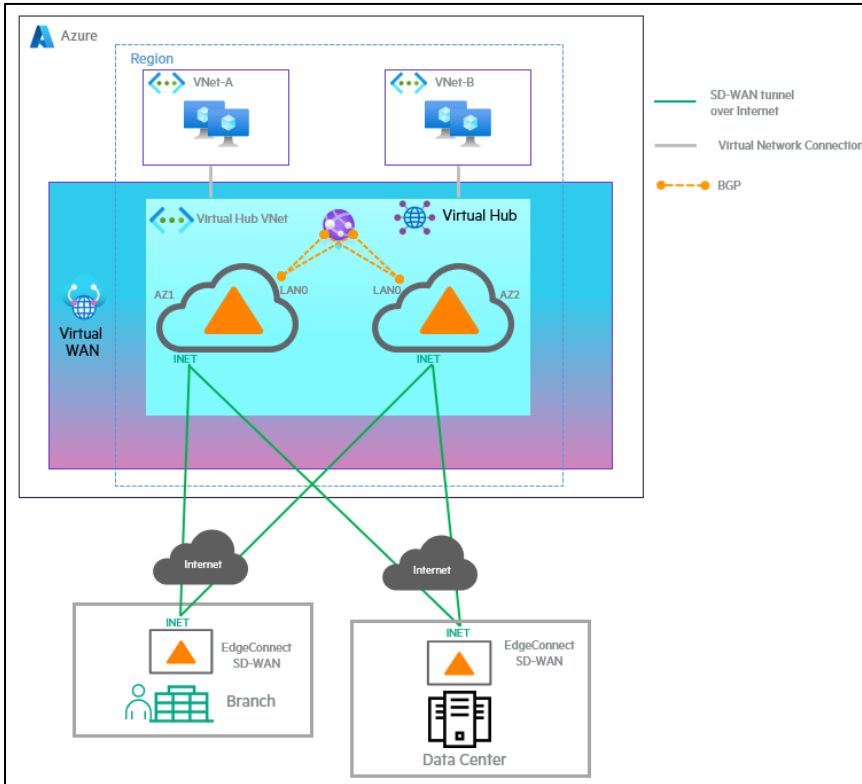 Azure
Region
VNet-A
VNet-B
SD-WAN tunnel
over Internet
Virtual Network Connection
BGP
Virtual Hub VNet
Virtual Hub
AZ1
LAN0
LAN0
AZ2
Virtual
WAN
INET
INET
Internet
Internet
INET
EdgeConnect
SD-WAN
Branch
INET
EdgeConnect
SD-WAN
Data Center